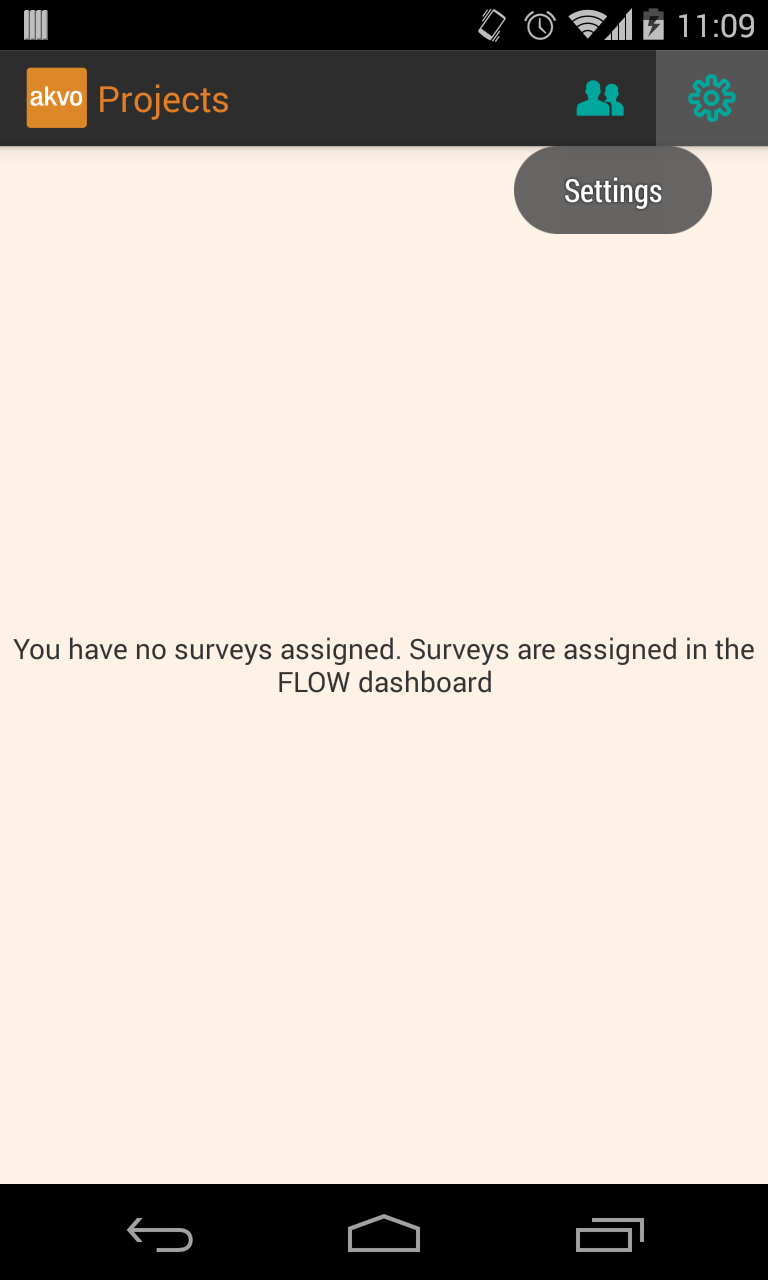 11:09
akvo Projects
Settings
You have no surveys assigned. Surveys are assigned in the
FLOW dashboard